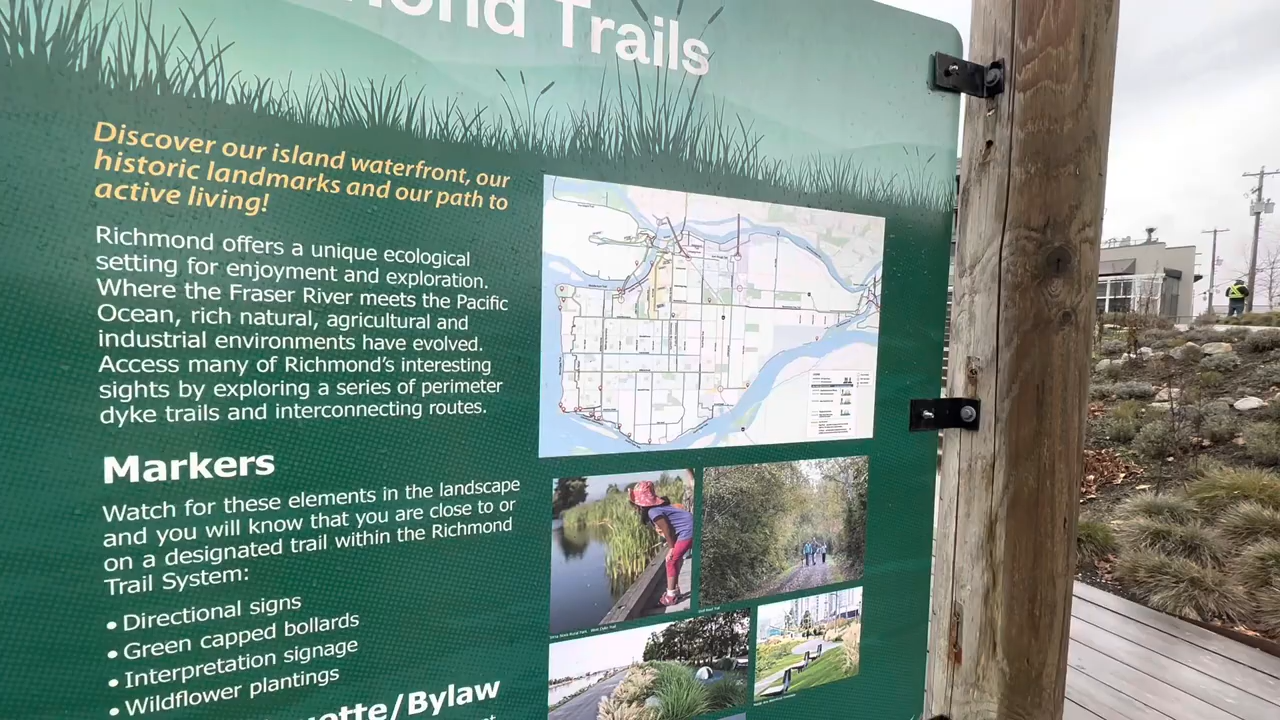 mond Trails
Discover our island waterfront, our
historic landmarks and our path to
active living!
Richmond offers a unique ecological
setting for enjoyment and exploration.
Where the Fraser River meets the Pacific
Ocean, rich natural, agricultural and
industrial environments have evolved.
Access many of Richmond's interesting
sights by exploring a series of perimeter
dyke trails and interconnecting routes.
Markers
Watch for these elements in the landscape
and you will know that you are close to or
on a designated trail within the Richmond
Trail System:
• Directional signs
• Green capped bollards
• Interpretation signage
• Wildflower plantings
uette/Bylaw